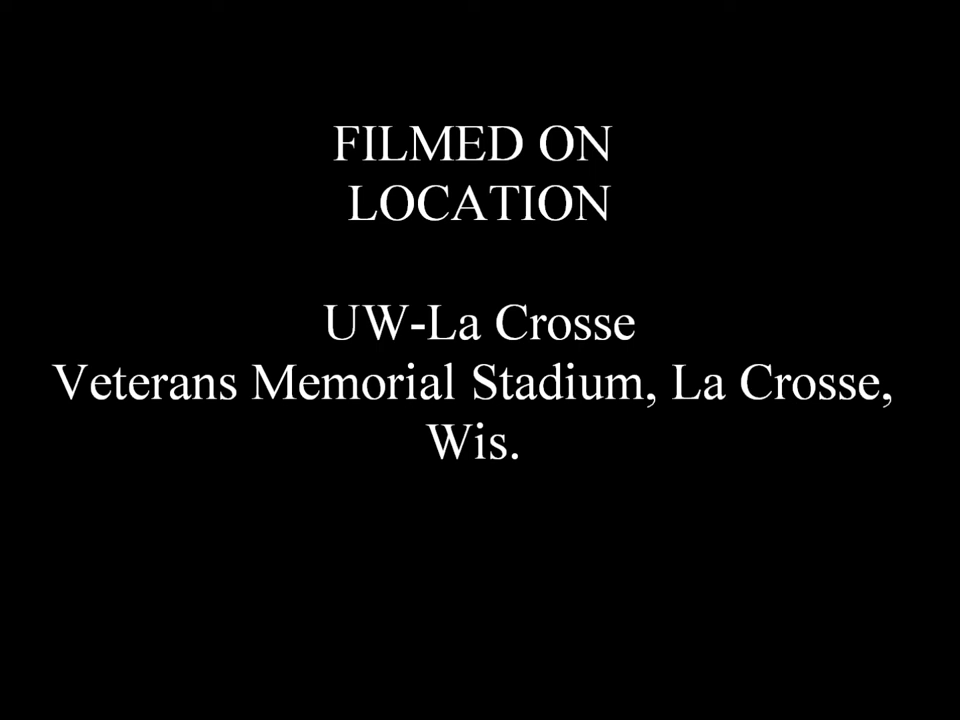 FILMED ON
LOCATION
UW-La Crosse
Veterans Memorial Stadium, La Crosse,
Wis.